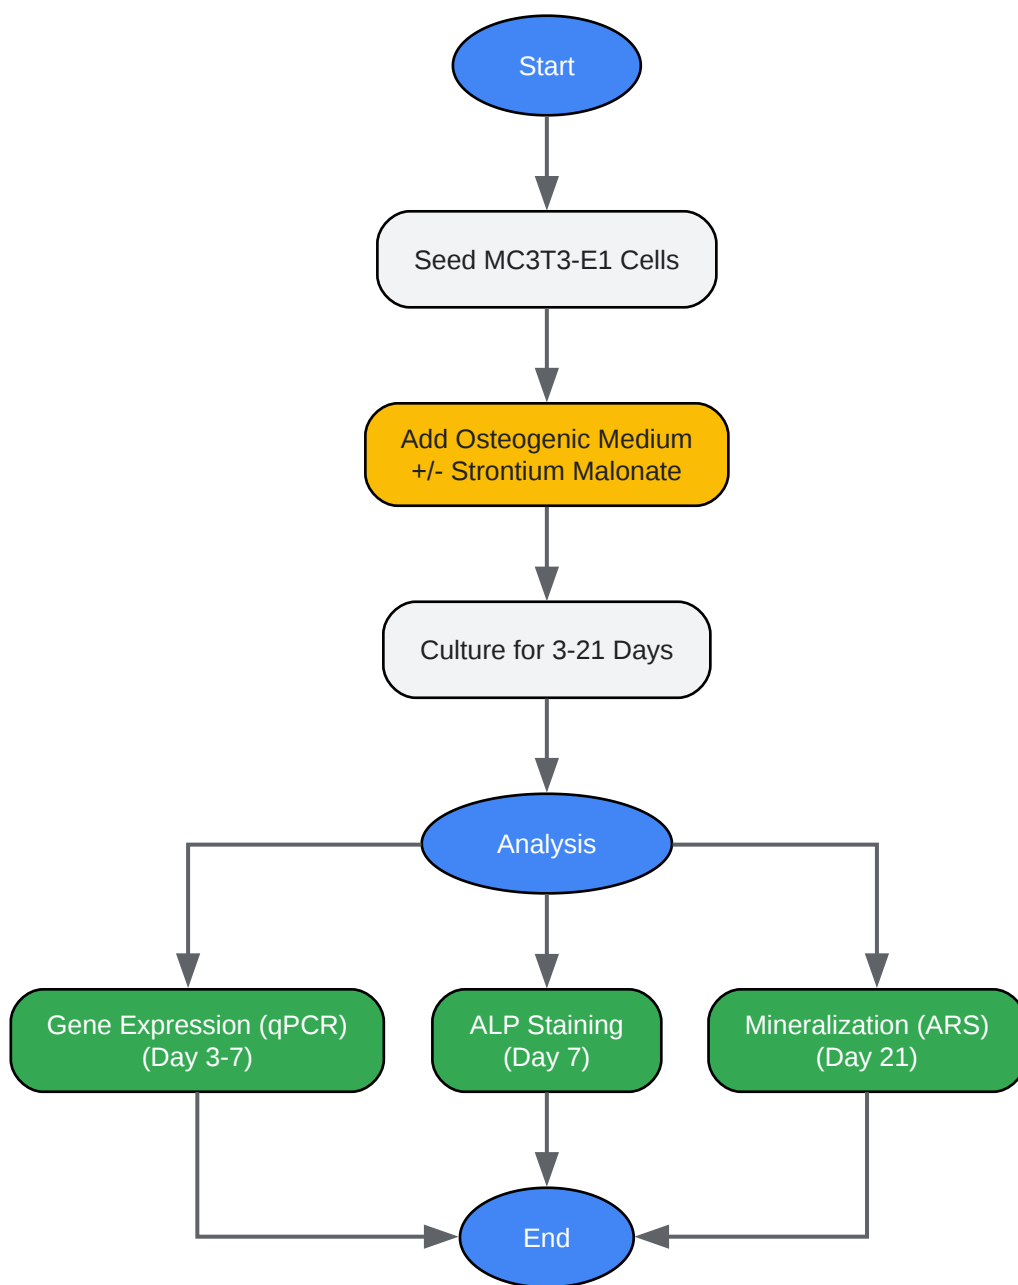 Start
Seed MC3T3-E1 Cells
Add Osteogenic Medium
+/- Strontium Malonate
Culture for 3-21 Days
Analysis
Gene Expression (qPCR)
(Day 3-7)
ALP Staining
(Day 7)
Mineralization (ARS)
(Day 21)
End